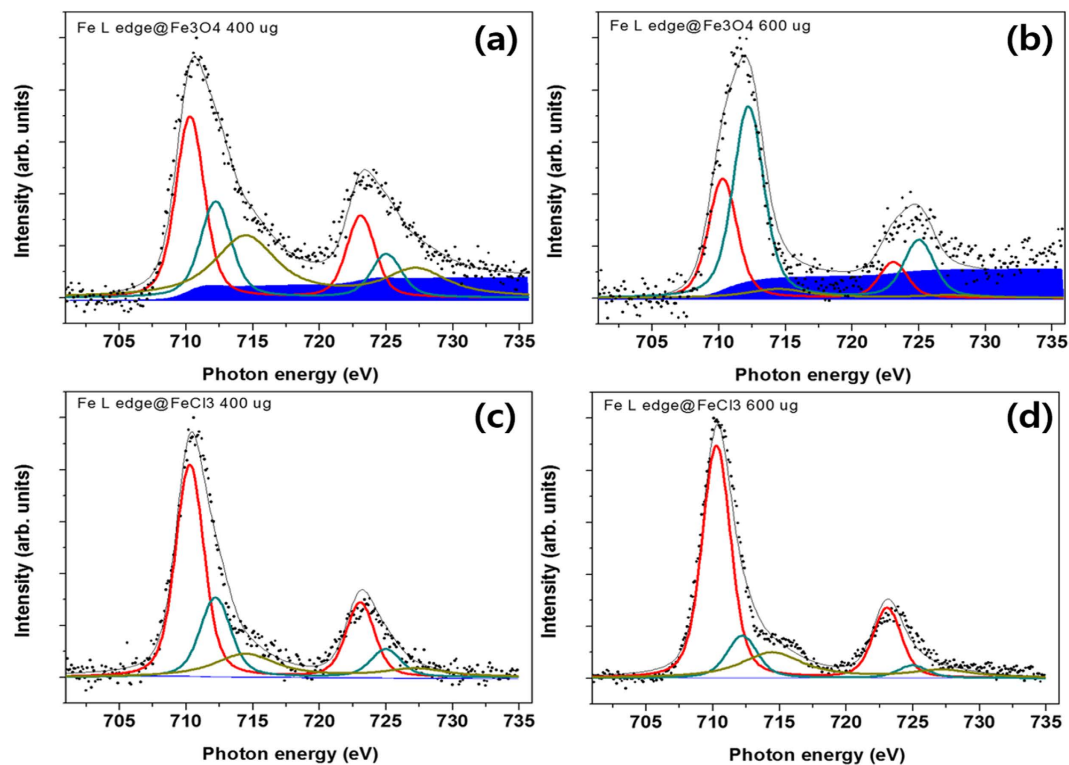 Fe L edge@Fe3O4 400 ug
(a)
Intensity (arb. units)
705 710 715 720 725 730 735
Photon energy (eV)
Fe L edge@Fe3O4 600 ug
(b)
Intensity (arb. units)
705 710 715 720 725 730 735
Photon energy (eV)
Fe L edge@FeCl3 400 ug
(c)
Intensity (arb. units)
705 710 715 720 725 730 735
Photon energy (eV)
Fe L edge@FeCl3 600 ug
(d)
Intensity (arb. units)
705 710 715 720 725 730 735
Photon energy (eV)